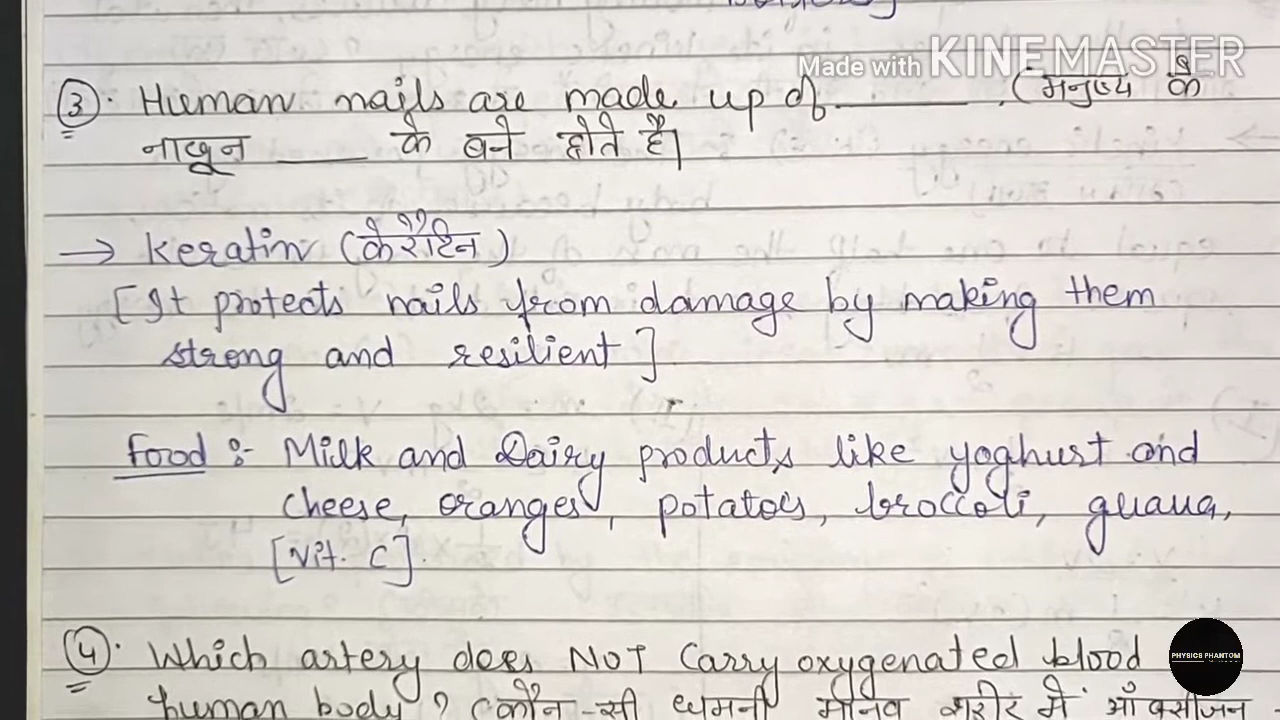 Made with KINEMASTER
③. Human nails are made up of ______ . (मनुष्य के
नाखून ____ के बने होते है।
→ Keratin (केरोटिन)
[It protects nails from damage by making them
strong and resilient].
Food :- Milk and Dairy products like yoghurt and
cheese, oranges, potato's, broccoli, guava,
[Vit. C].
④. Which artery does NOT carry oxygenated blood
human body ? (कौन-सी धमनी मानव शरीर में ऑक्सीजन -
PHYSICS PHANTOM